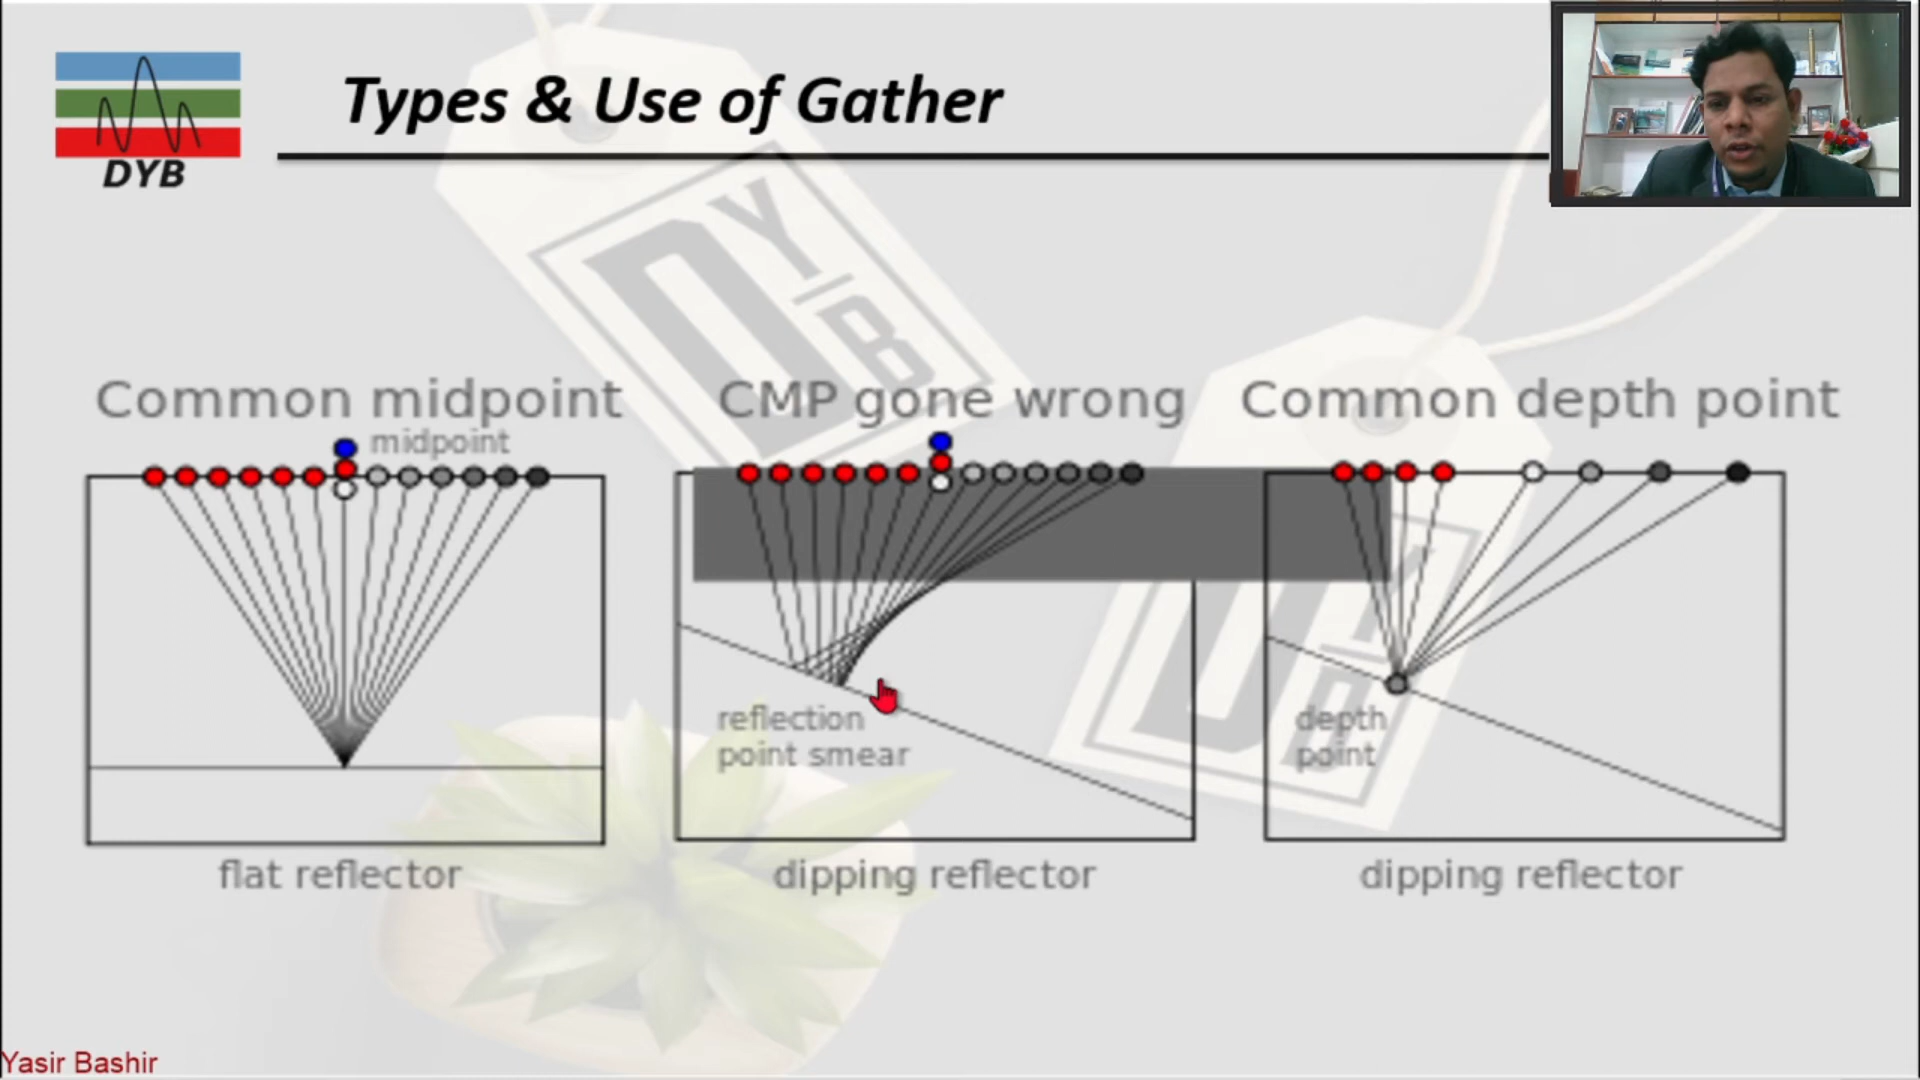 DYB
Types & Use of Gather
DYB
Common midpoint
CMP gone wrong
Common depth point
midpoint
reflection
point smear
depth
point
flat reflector
dipping reflector
dipping reflector
Yasir Bashir